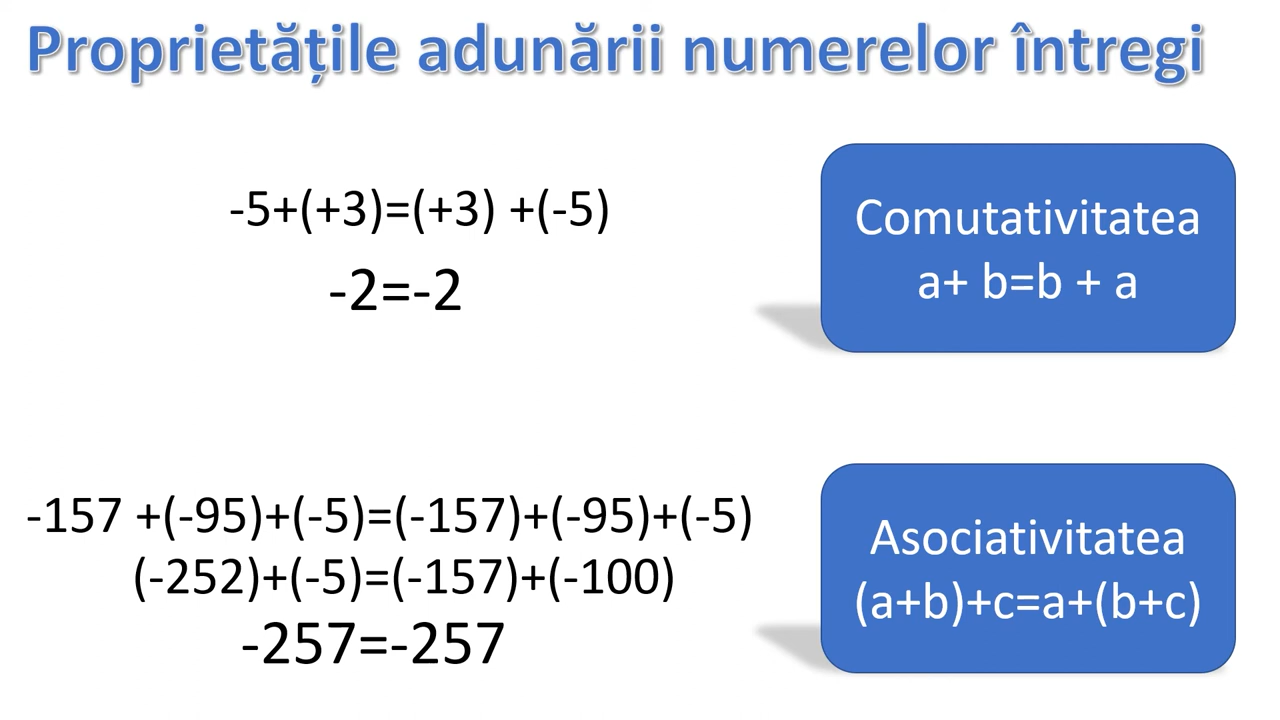 Proprietățile adunării numerelor întregi
-5+(+3)=(+3) +(-5)
-2=-2
Comutativitatea
a+ b=b + a
-157 +(-95)+(-5)=(-157)+(-95)+(-5)
(-252)+(-5)=(-157)+(-100)
-257=-257
Asociativitatea
(a+b)+c=a+(b+c)